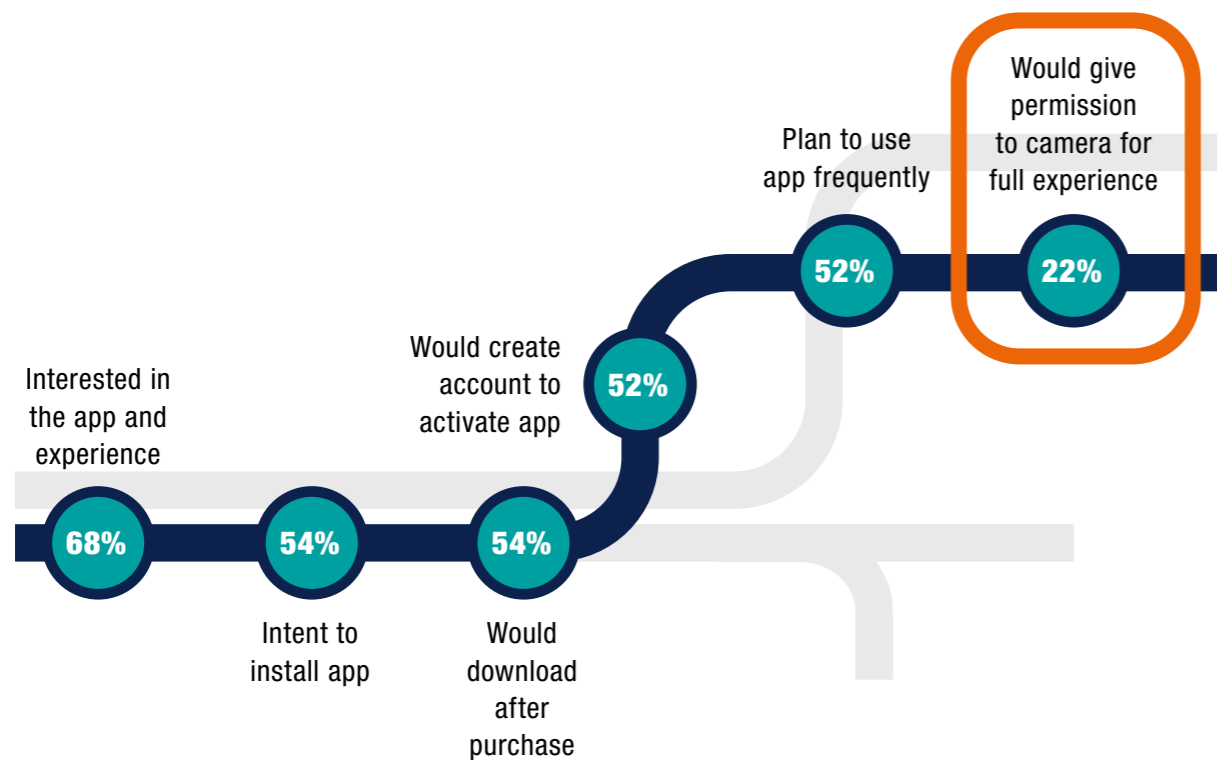 Interested in
the app and
experience
68%
54%
Intent to
install app
54%
Would
download
after
purchase
Would create
account to
activate app
52%
Plan to use
app frequently
52%
Would give
permission
to camera for
full experience
22%